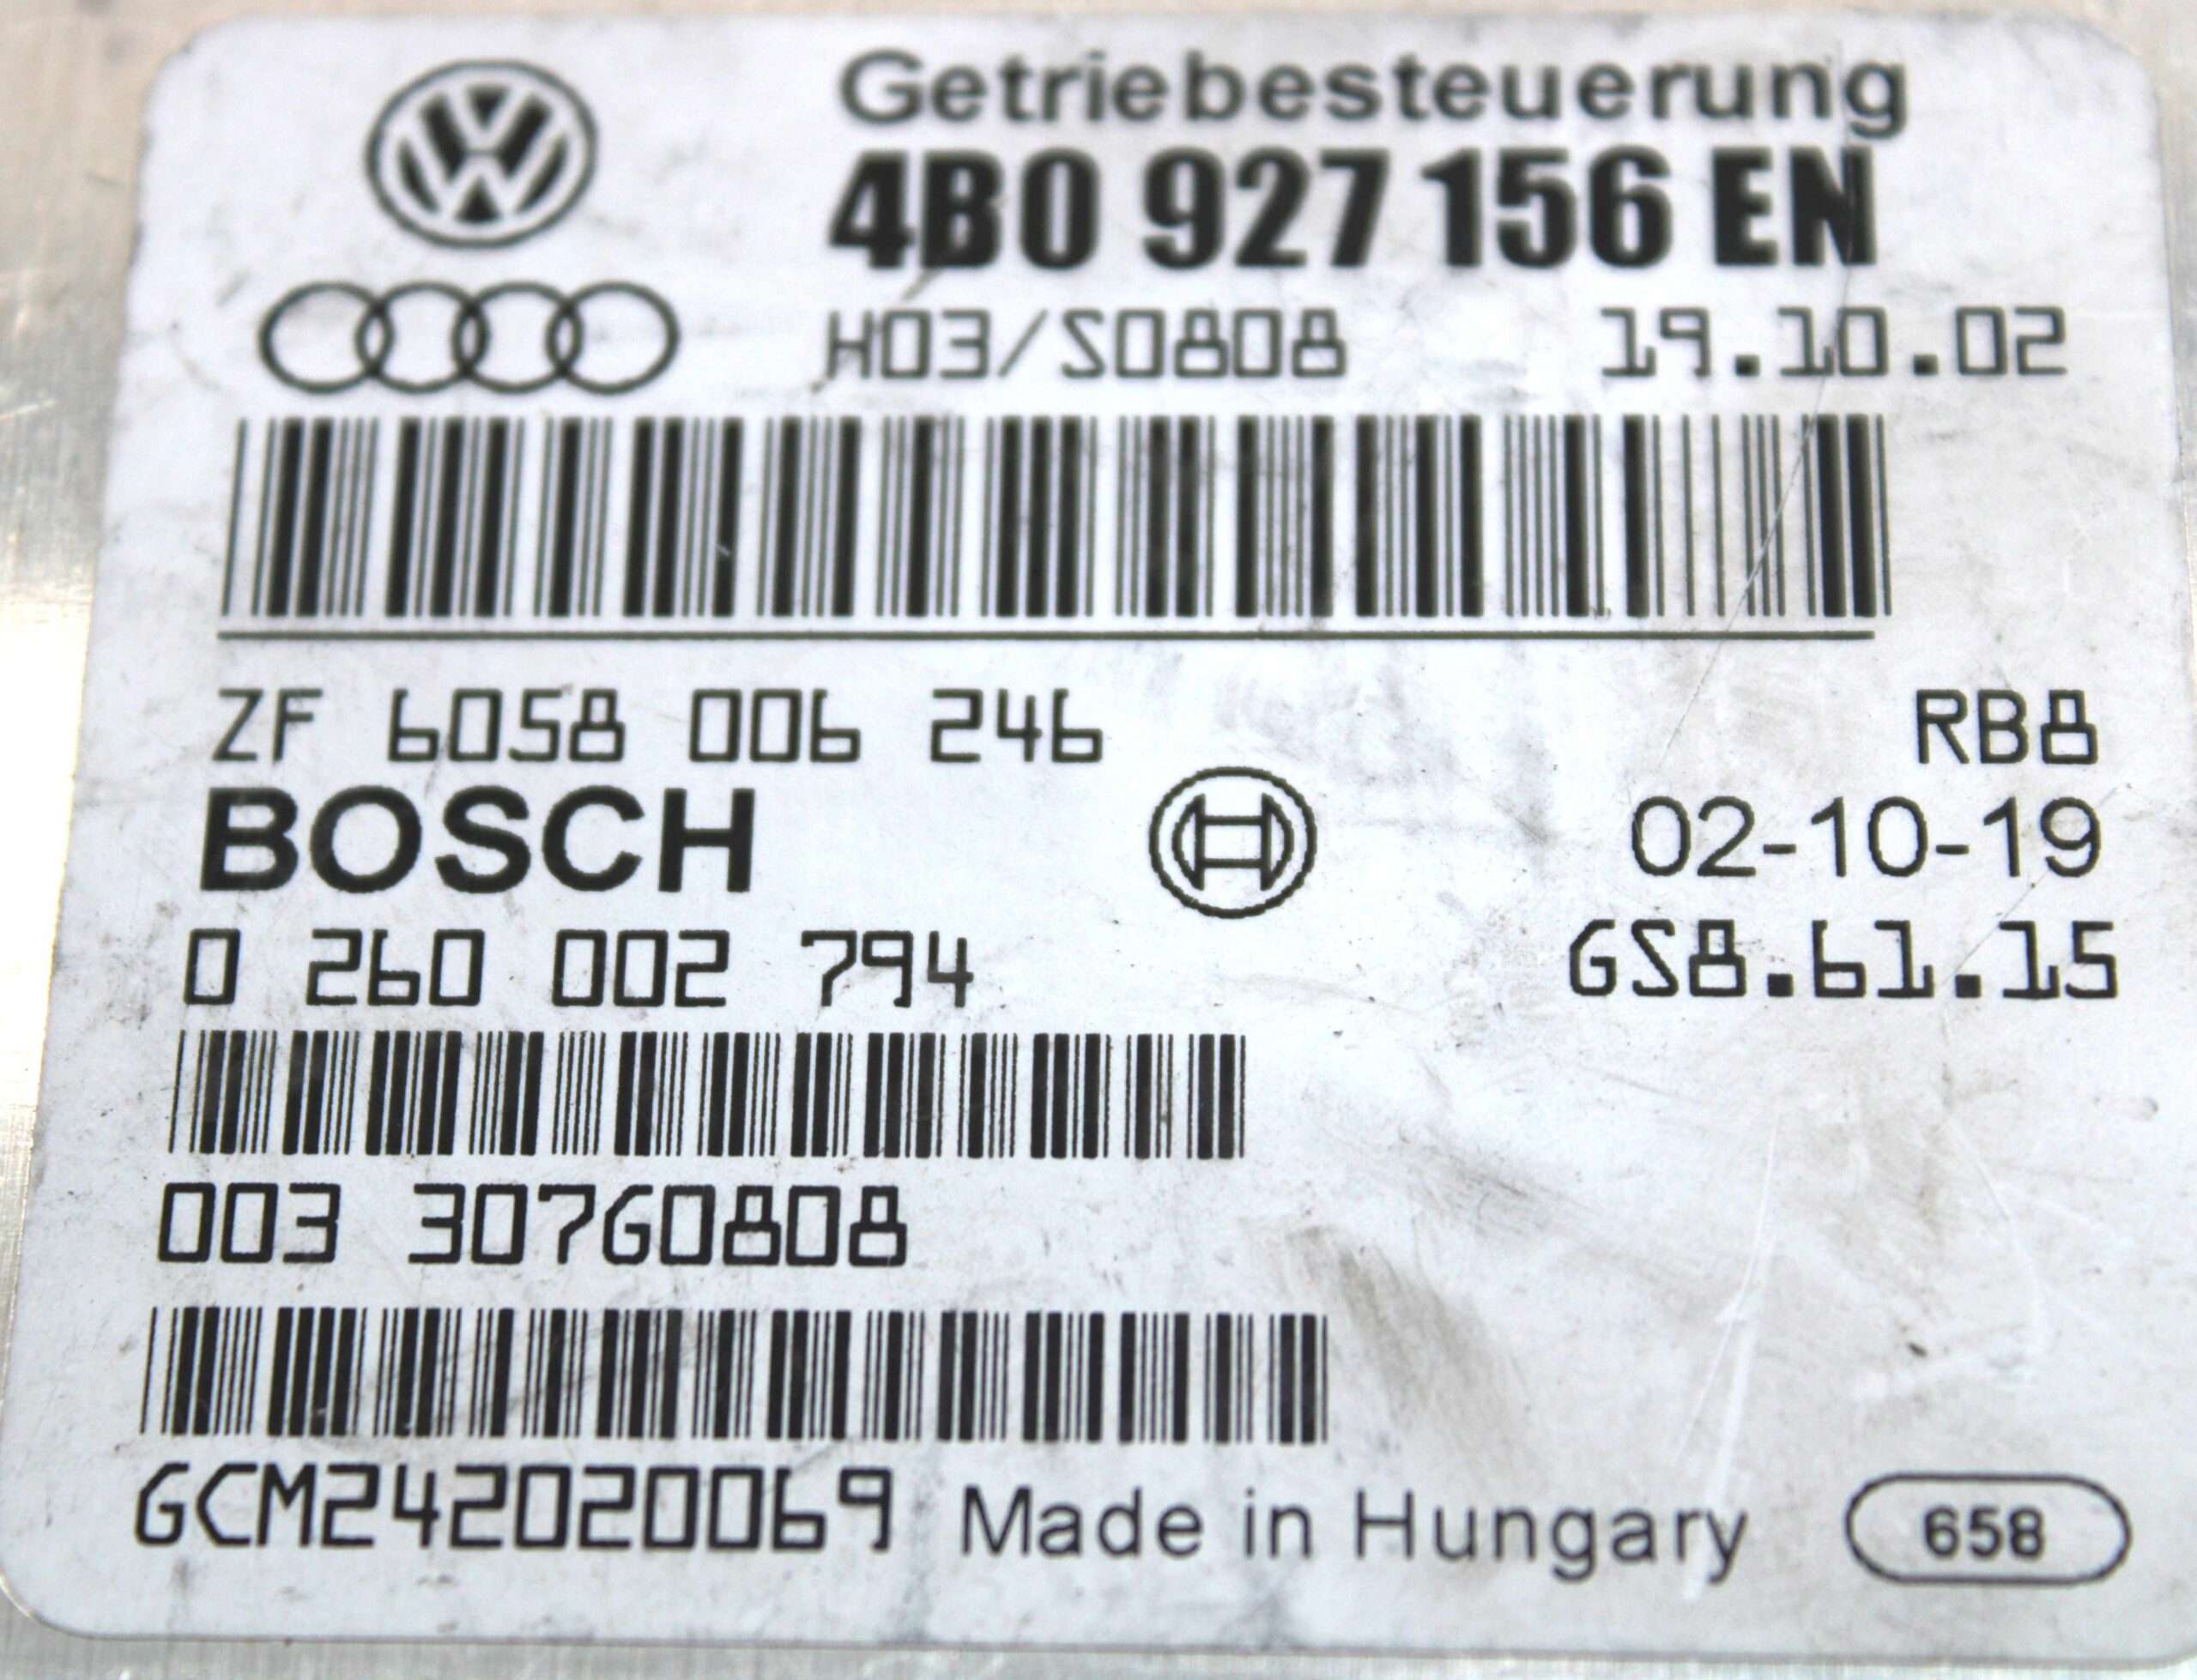 Getriebesteuerung
4B0 927 156 EN
H03/S0808 19.10.02
ZF 6058 006 246 RB8
BOSCH 02-10-19
0 260 002 794 GS8.61.15
003 307G0808
GCM242020069 Made in Hungary 658